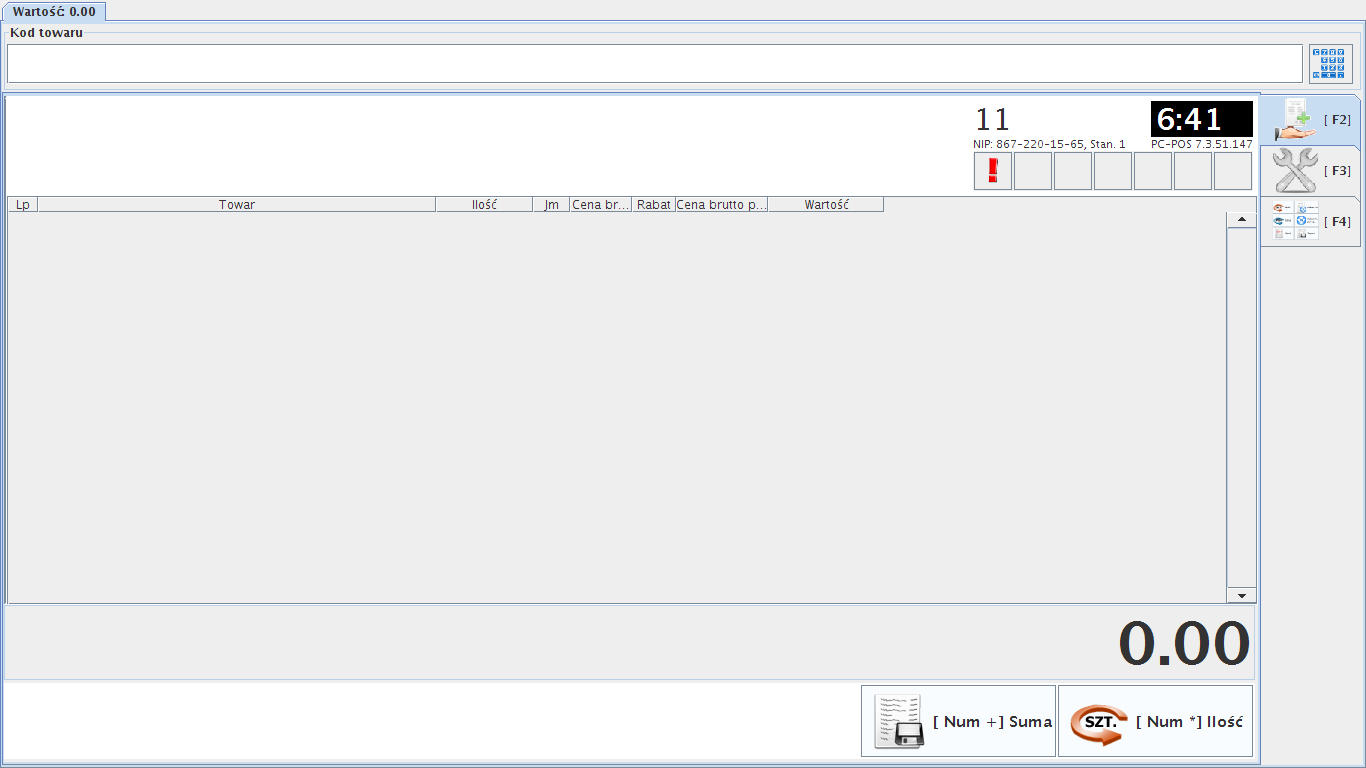 Wartość: 0.00
Kod towaru
11
6:41
NIP: 867-220-15-65, Stan. 1
PC-POS 7.3.51.147
[ F2]
[ F3]
[ F4]
Lp Towar Ilość Jm Cena br... Rabat Cena brutto p... Wartość
0.00
[ Num +] Suma
SZT.
[ Num *] Ilość